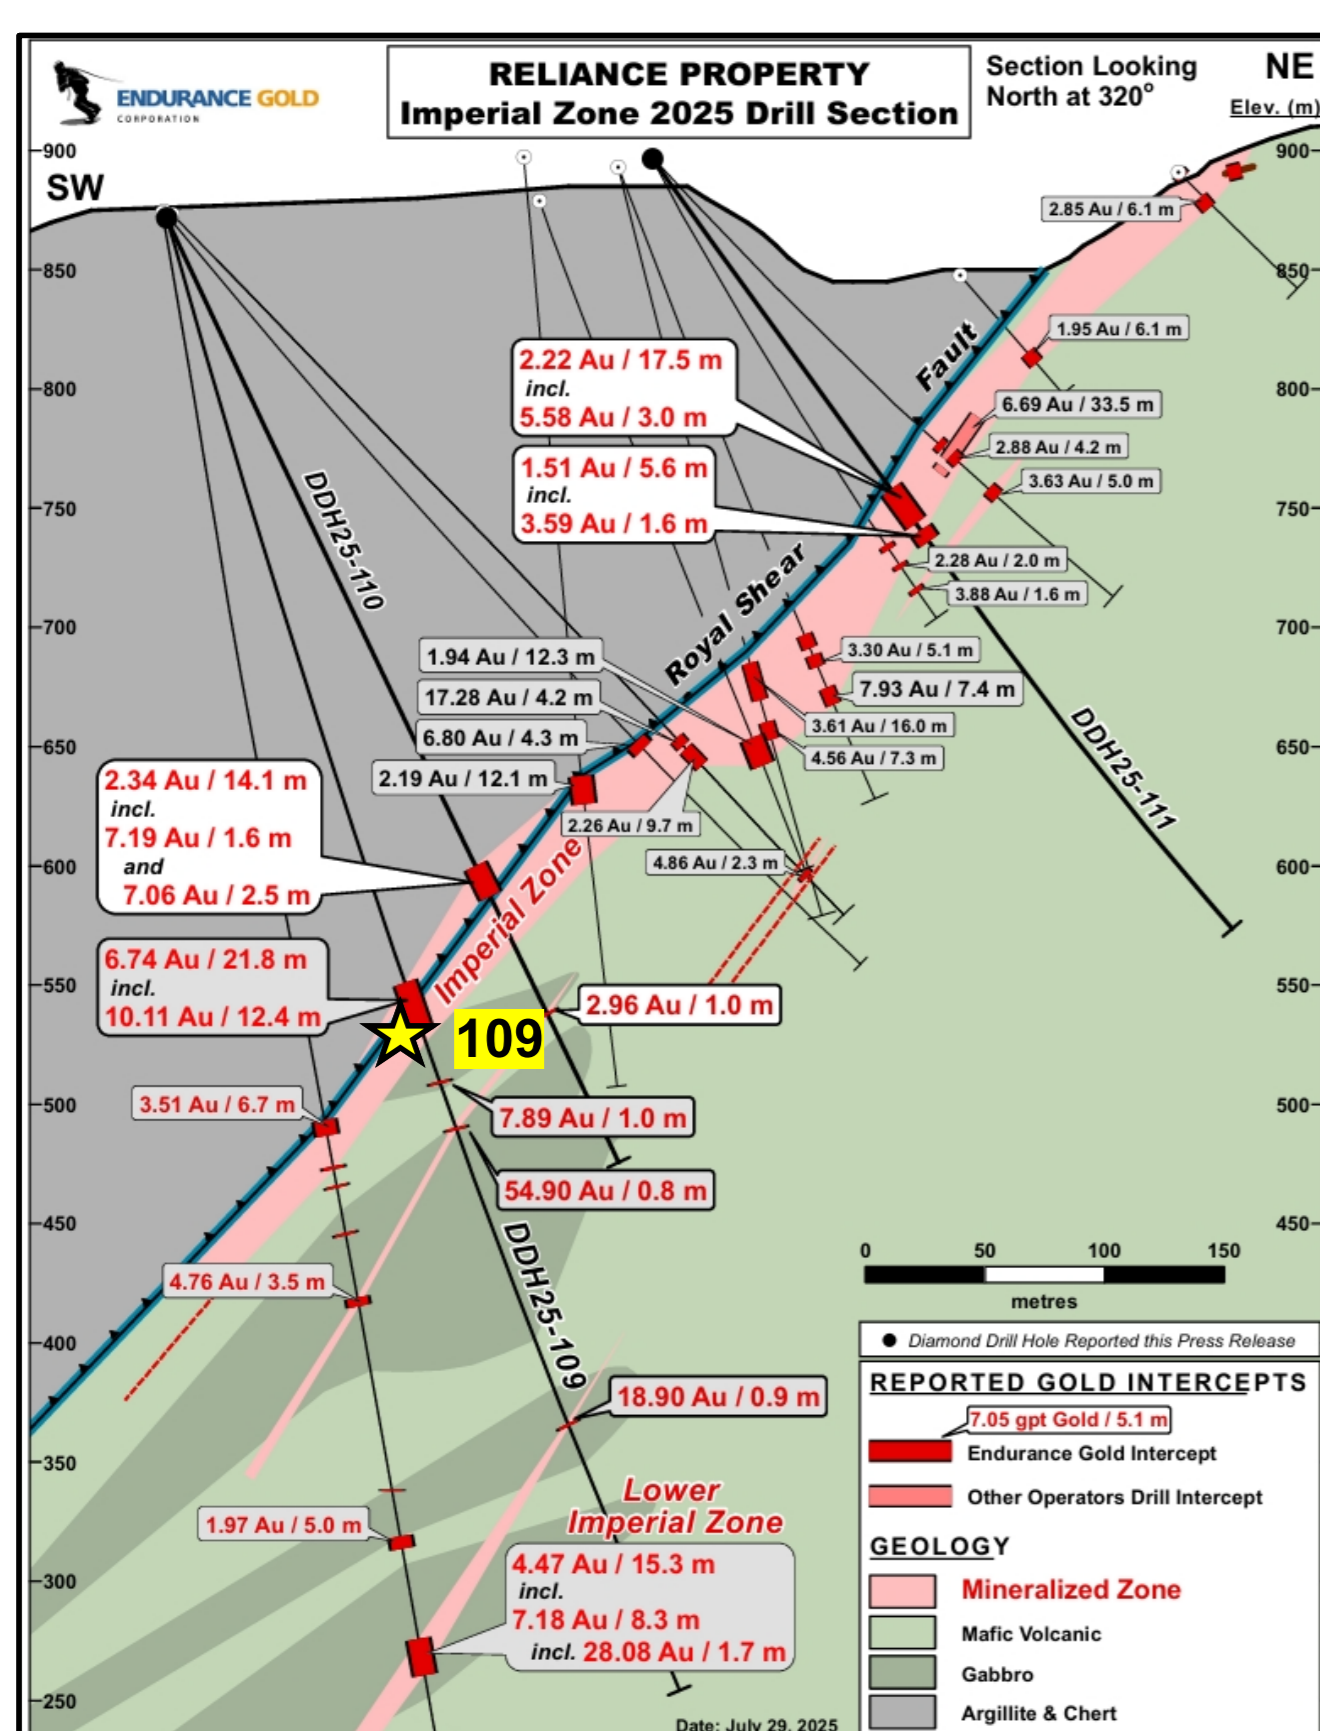 ENDURANCE GOLD
CORPORATION
RELIANCE PROPERTY
Imperial Zone 2025 Drill Section
Section Looking
North at 320°
NE
Elev. (m)
SW
900
850
800
750
700
650
600
550
500
450
400
350
300
250
900
850
800
750
700
650
600
550
500
450
2.85 Au / 6.1 m
1.95 Au / 6.1 m
6.69 Au / 33.5 m
2.88 Au / 4.2 m
3.63 Au / 5.0 m
2.22 Au / 17.5 m
incl.
5.58 Au / 3.0 m
1.51 Au / 5.6 m
incl.
3.59 Au / 1.6 m
Fault
Royal Shear
2.28 Au / 2.0 m
3.88 Au / 1.6 m
DDH25-110
3.30 Au / 5.1 m
7.93 Au / 7.4 m
3.61 Au / 16.0 m
4.56 Au / 7.3 m
1.94 Au / 12.3 m
17.28 Au / 4.2 m
6.80 Au / 4.3 m
2.19 Au / 12.1 m
2.26 Au / 9.7 m
4.86 Au / 2.3 m
DDH25-111
2.34 Au / 14.1 m
incl.
7.19 Au / 1.6 m
and
7.06 Au / 2.5 m
Imperial Zone
6.74 Au / 21.8 m
incl.
10.11 Au / 12.4 m
109
2.96 Au / 1.0 m
3.51 Au / 6.7 m
7.89 Au / 1.0 m
54.90 Au / 0.8 m
DDH25-109
4.76 Au / 3.5 m
18.90 Au / 0.9 m
1.97 Au / 5.0 m
Lower
Imperial Zone
4.47 Au / 15.3 m
incl.
7.18 Au / 8.3 m
incl. 28.08 Au / 1.7 m
Date: July 29, 2025
0 50 100 150
metres
Diamond Drill Hole Reported this Press Release
REPORTED GOLD INTERCEPTS
7.05 gpt Gold / 5.1 m
Endurance Gold Intercept
Other Operators Drill Intercept
GEOLOGY
Mineralized Zone
Mafic Volcanic
Gabbro
Argillite & Chert